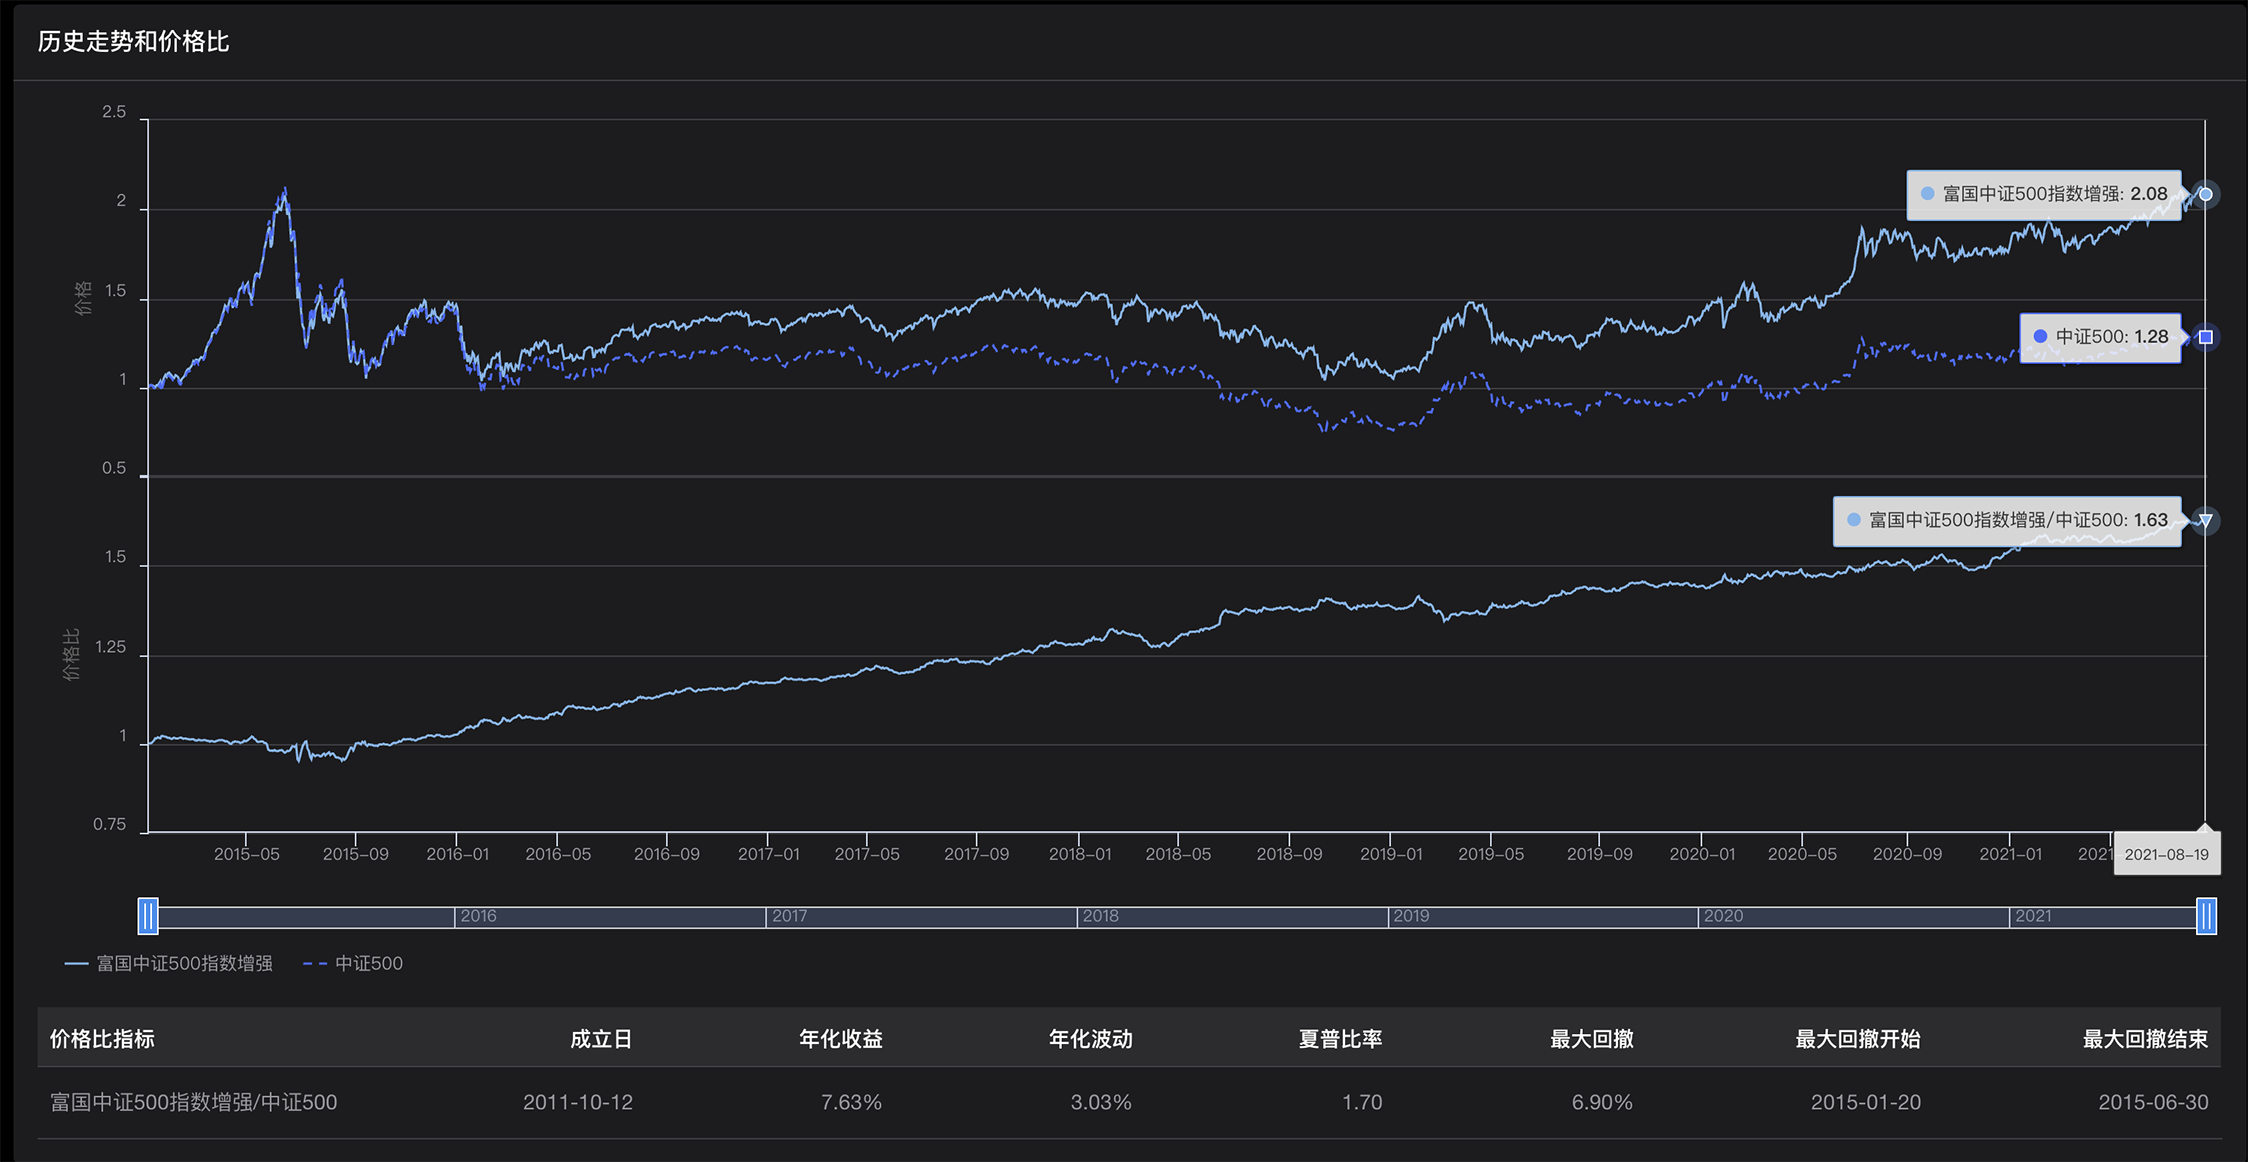 历史走势和价格比
2.5
2
1.5
1
0.5
价格
富国中证500指数增强: 2.08
中证500: 1.28
富国中证500指数增强/中证500: 1.63
1.5
1.25
1
0.75
价格比
2015-05 2015-09 2016-01 2016-05 2016-09 2017-01 2017-05 2017-09 2018-01 2018-05 2018-09 2019-01 2019-05 2019-09 2020-01 2020-05 2020-09 2021-01 2021 2021-08-19
2016 2017 2018 2019 2020 2021
富国中证500指数增强 中证500
价格比指标 成立日 年化收益 年化波动 夏普比率 最大回撤 最大回撤开始 最大回撤结束
富国中证500指数增强/中证500 2011-10-12 7.63% 3.03% 1.70 6.90% 2015-01-20 2015-06-30